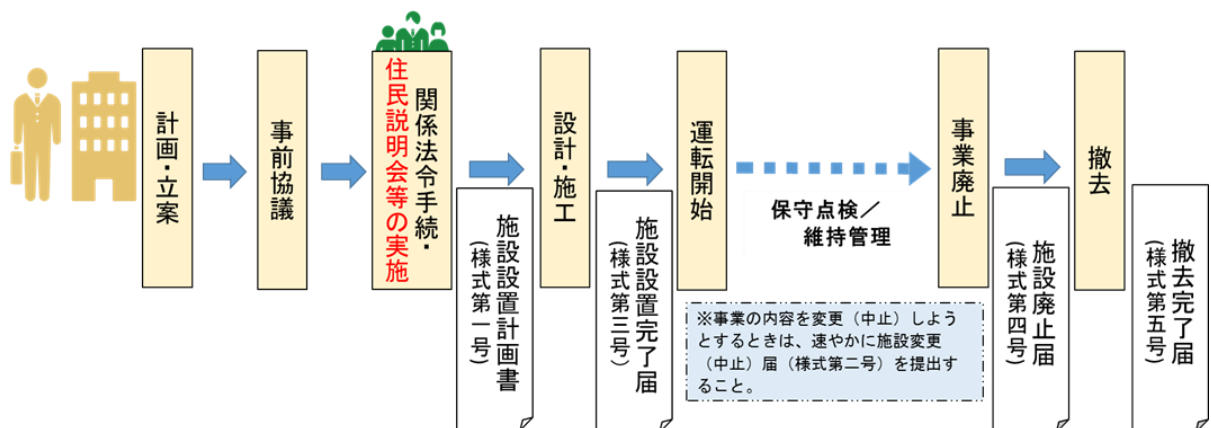 計画・立案
事前協議
関係法令手続・
住民説明会等の実施
施設設置計画書
(様式第一号)
設計・施工
施設設置完了届
(様式第三号)
運転開始
保守点検／
維持管理
※事業の内容を変更（中止）しよう
とするときは、速やかに施設変更
（中止）届（様式第二号）を提出す
ること。
事業廃止
施設廃止届
(様式第四号)
撤去
撤去完了届
(様式第五号)